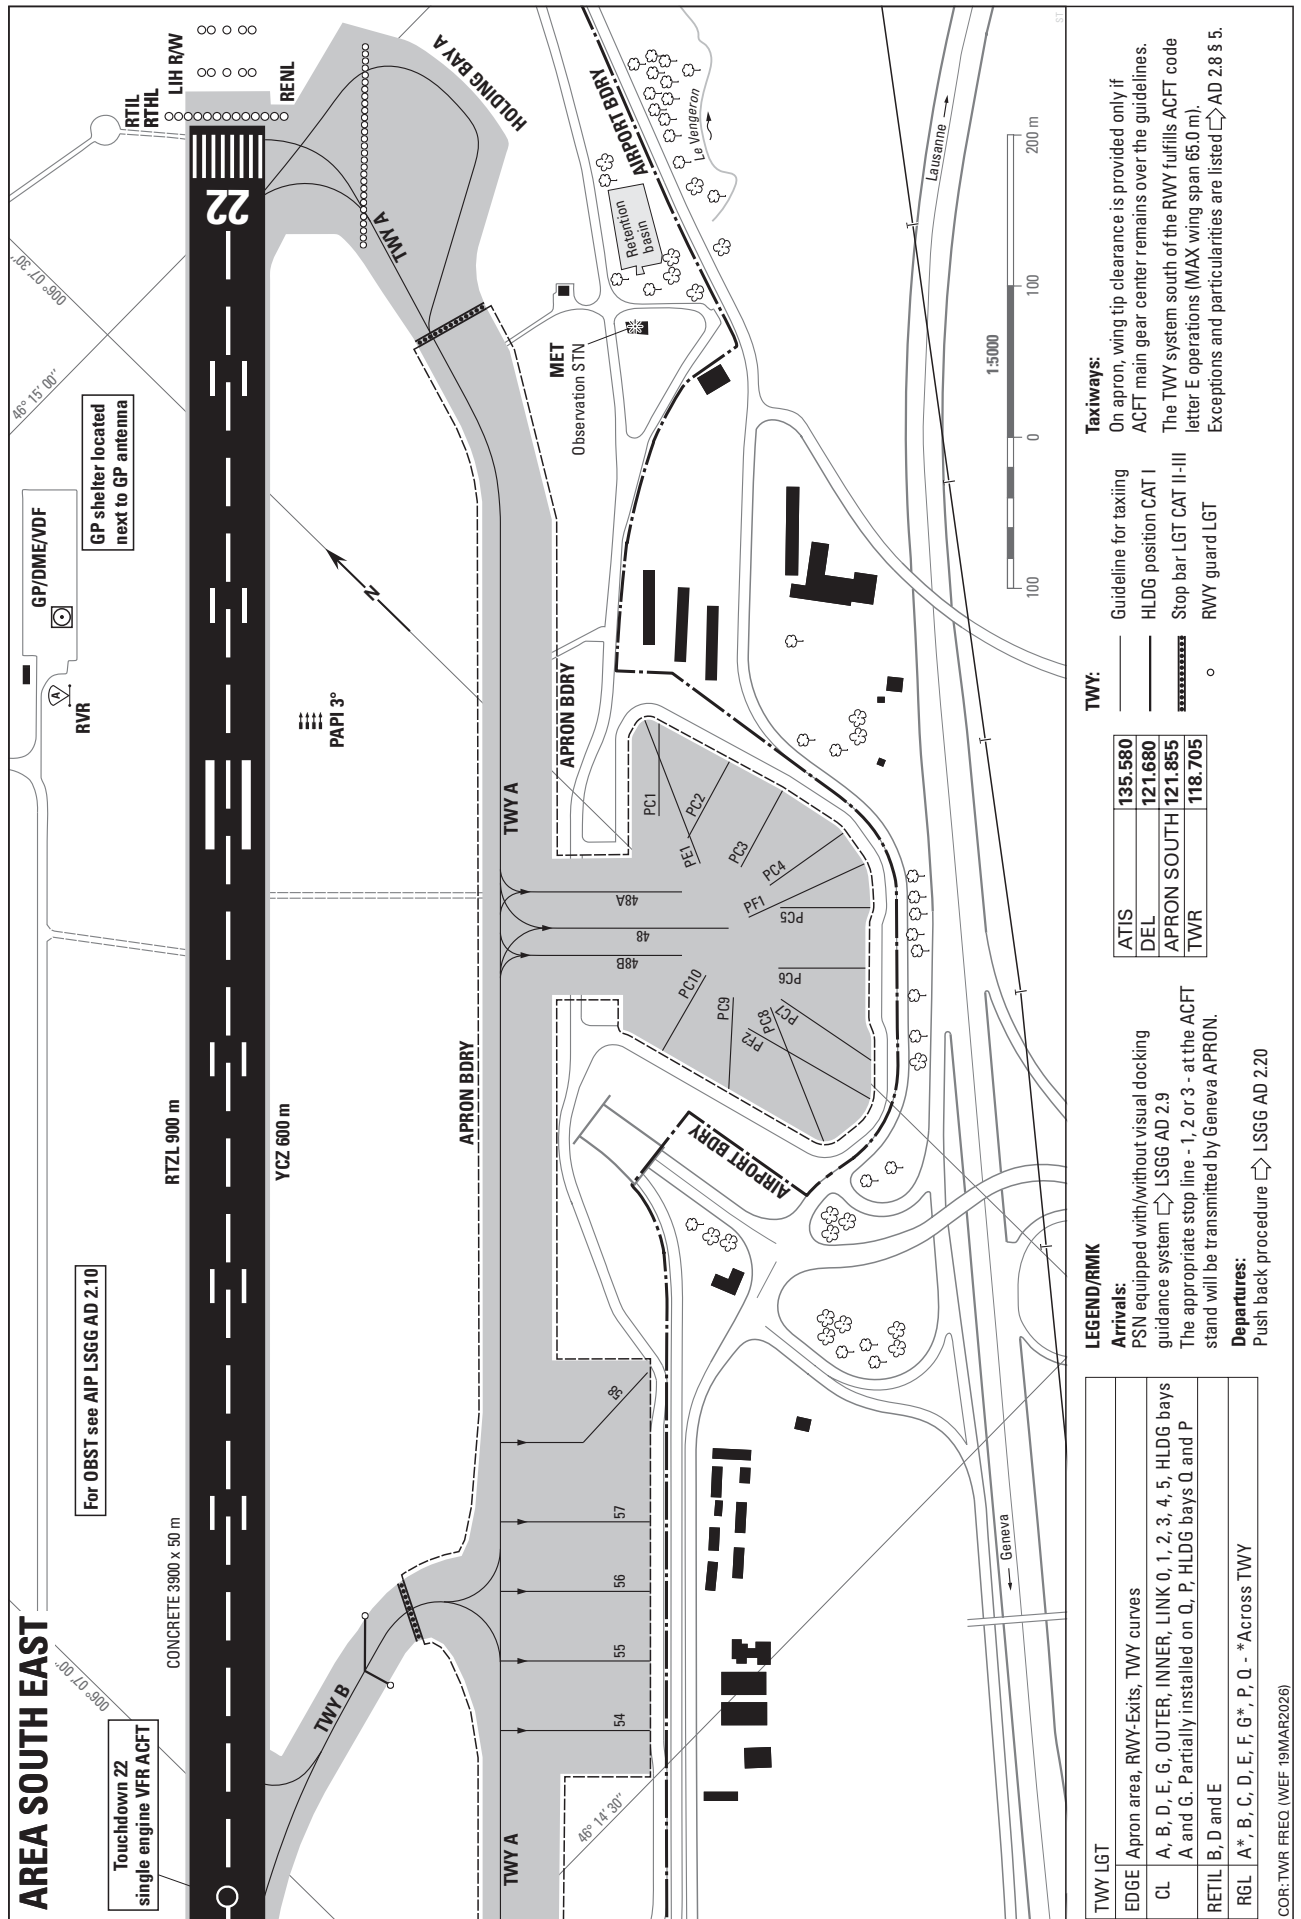 AREA SOUTH EAST
Touchdown 22
single engine VFR ACFT
006° 07' 00"
CONCRETE 3900 x 50 m
For OBST see AIP LSGG AD 2.10
RTZL 900 m
YCZ 600 m
RVR
A
GP/DME/VDF
GP shelter located
next to GP antenna
46° 15' 00"
006° 07' 30"
RTIL
RTHL
LIH R/W
RENL
22
PAPI 3°
N
HOLDING BAY A
TWY A
TWY B
TWY A
APRON BDRY
TWY A
APRON BDRY
MET
Observation STN
Retention
basin
AIRPORT BDRY
Le Vengeron
54
55
56
57
58
48B
48
48A
PC10
PC9
PC8
PF2
PC7
PC6
PC5
PF1
PC4
PC3
PC2
PE1
PC1
AIRPORT BDRY
46° 14' 30"
Geneva
Lausanne
1:5000
100
0
100
200 m
ST
TWY LGT
EDGE Apron area, RWY-Exits, TWY curves
CL A, B, D, E, G, OUTER, INNER, LINK 0, 1, 2, 3, 4, 5, HLDG bays
A and G. Partially installed on Q, P, HLDG bays Q and P
RETIL B, D and E
RGL A*, B, C, D, E, F, G*, P, Q - *Across TWY
LEGEND/RMK
Arrivals:
PSN equipped with/without visual docking
guidance system LSGG AD 2.9
The appropriate stop line - 1, 2 or 3 - at the ACFT
stand will be transmitted by Geneva APRON.
Departures:
Push back procedure LSGG AD 2.20
ATIS 135.580
DEL 121.680
APRON SOUTH 121.855
TWR 118.705
TWY:
Guideline for taxiing
HLDG position CAT I
Stop bar LGT CAT II-III
RWY guard LGT
Taxiways:
On apron, wing tip clearance is provided only if
ACFT main gear center remains over the guidelines.
The TWY system south of the RWY fulfills ACFT code
letter E operations (MAX wing span 65.0 m).
Exceptions and particularities are listed AD 2.8 § 5.
COR: TWR FREQ (WEF 19MAR2026)